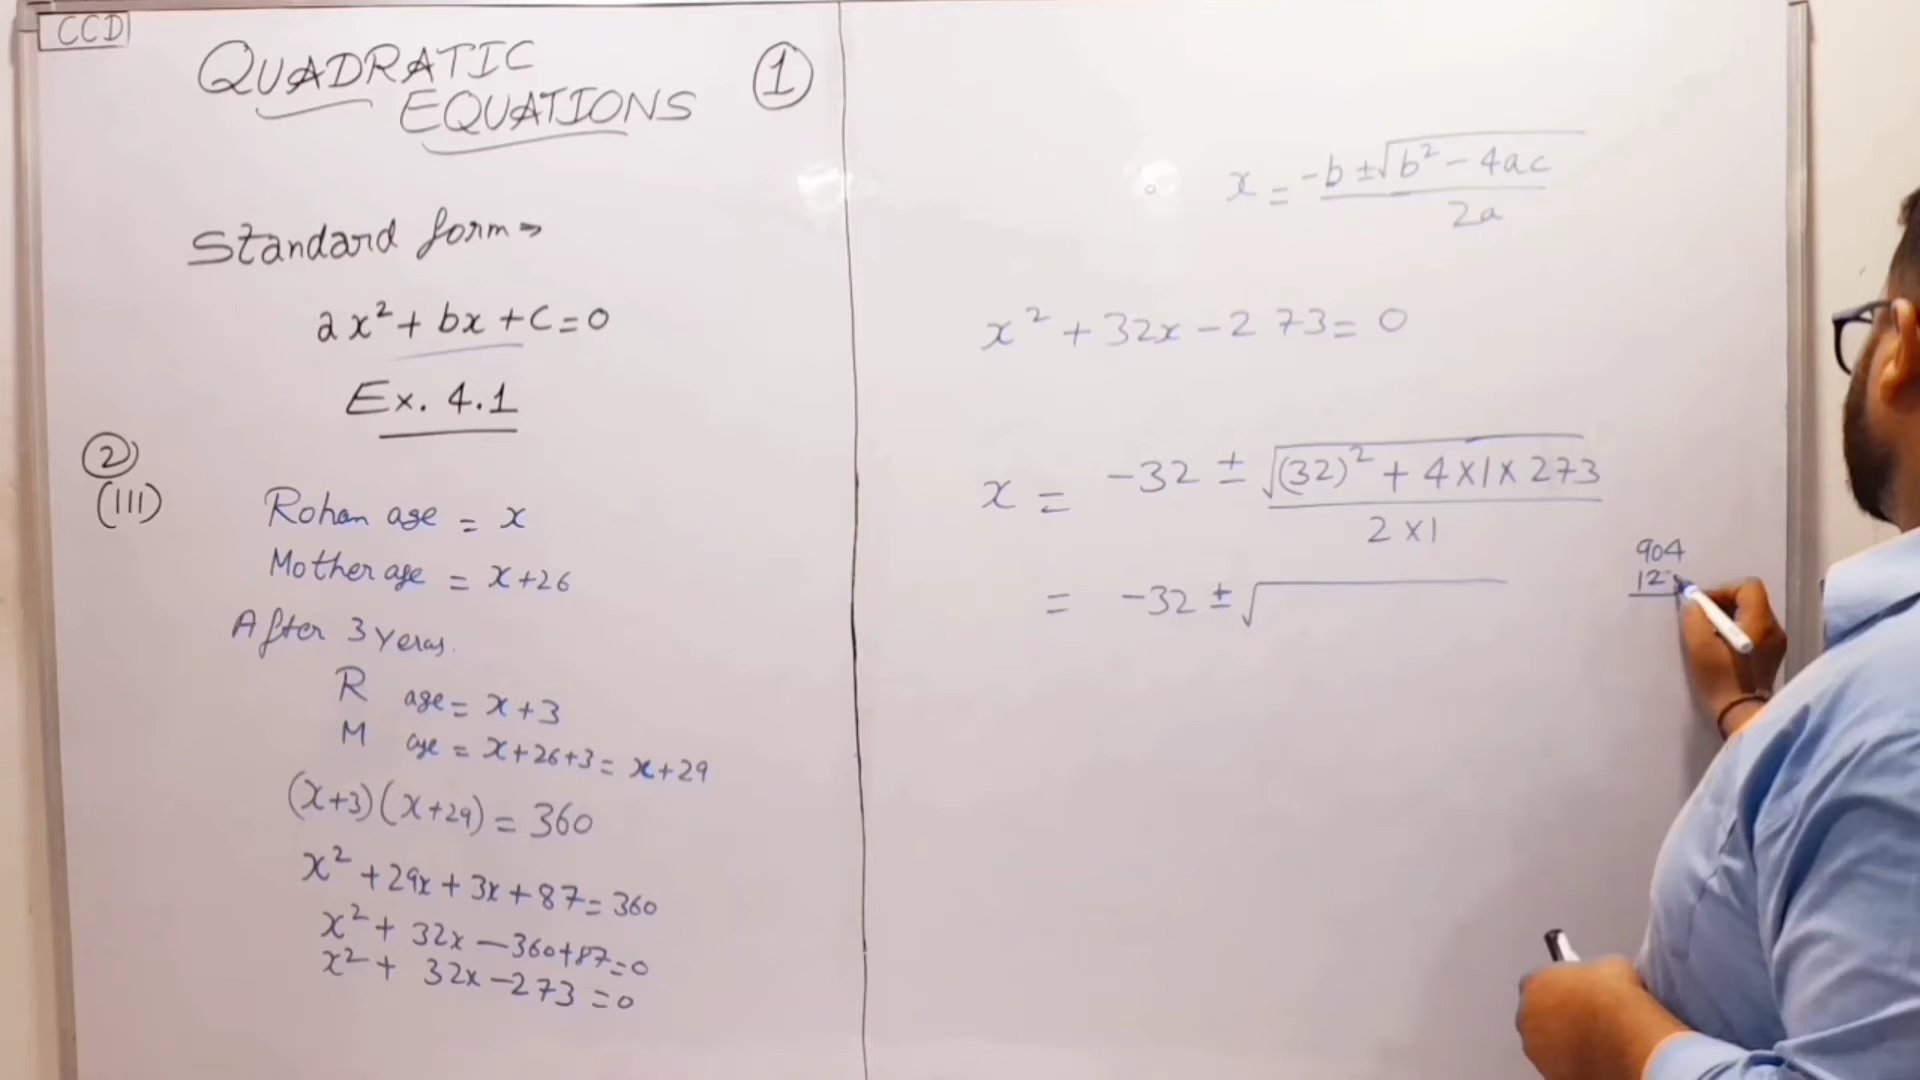 CCD
QUADRATIC
EQUATIONS
1
Standard form→
ax² + bx + c = 0
Ex. 4.1
2
(III)
Rohan age = x
Mother age = x+26
After 3 Yeras.
R age = x+3
M age = x+26+3 = x+29
(x+3)(x+29) = 360
x² + 29x + 3x + 87 = 360
x² + 32x − 360+87 = 0
x² + 32x − 273 = 0
x = -b ± √b² - 4ac
2a
x² + 32x − 273 = 0
x = -32 ± √(32)² + 4×1×273
2×1
= -32 ± √
904
12